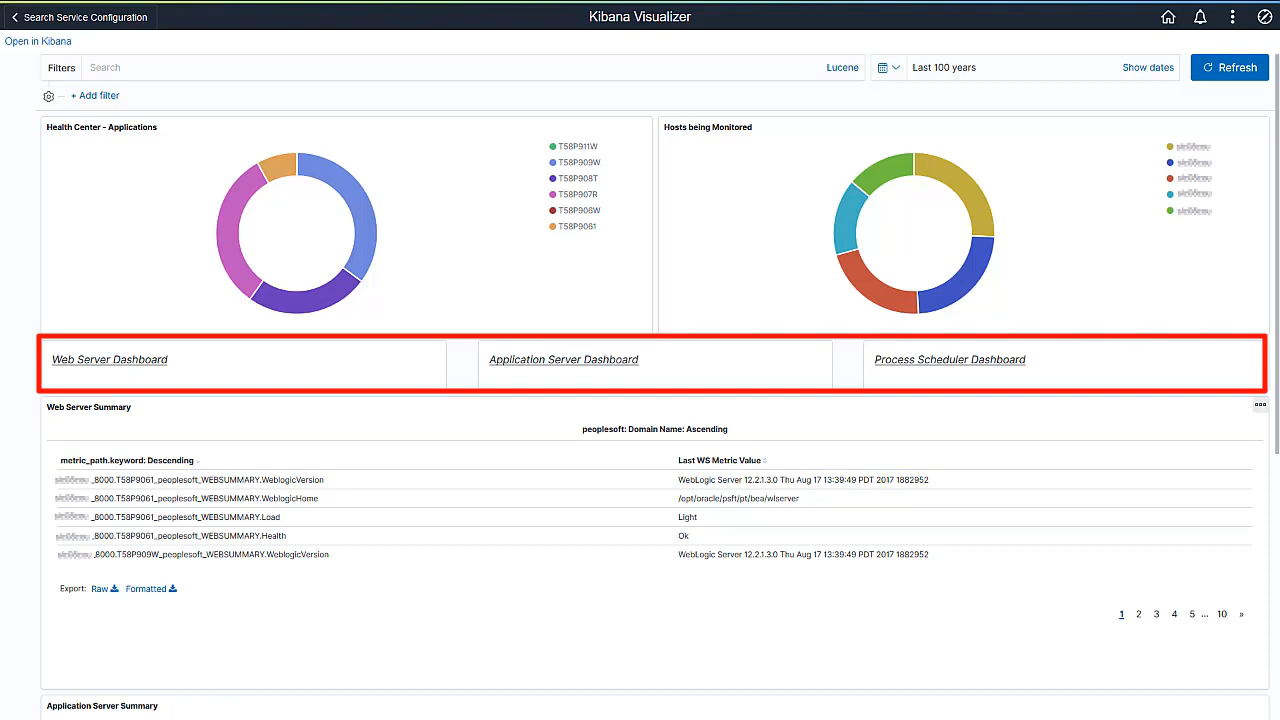 Search Service Configuration
Kibana Visualizer
Open in Kibana
Filters Search Lucene Last 100 years Show dates Refresh
+ Add filter
Health Center - Applications
T58P911W
T58P909W
T58P908T
T58P907R
T58P906W
T58P9061
Hosts being Monitored
Web Server Dashboard Application Server Dashboard Process Scheduler Dashboard
Web Server Summary
peoplesoft: Domain Name: Ascending
metric_path.keyword: Descending Last WS Metric Value
_8000.T58P9061_peoplesoft_WEBSUMMARY.WeblogicVersion WebLogic Server 12.2.1.3.0 Thu Aug 17 13:39:49 PDT 2017 1882952
_8000.T58P9061_peoplesoft_WEBSUMMARY.WeblogicHome /opt/oracle/psft/pt/bea/wlserver
_8000.T58P9061_peoplesoft_WEBSUMMARY.Load Light
_8000.T58P9061_peoplesoft_WEBSUMMARY.Health Ok
_8000.T58P909W_peoplesoft_WEBSUMMARY.WeblogicVersion WebLogic Server 12.2.1.3.0 Thu Aug 17 13:39:49 PDT 2017 1882952
Export: Raw Formatted
1 2 3 4 5 ... 10 »
Application Server Summary